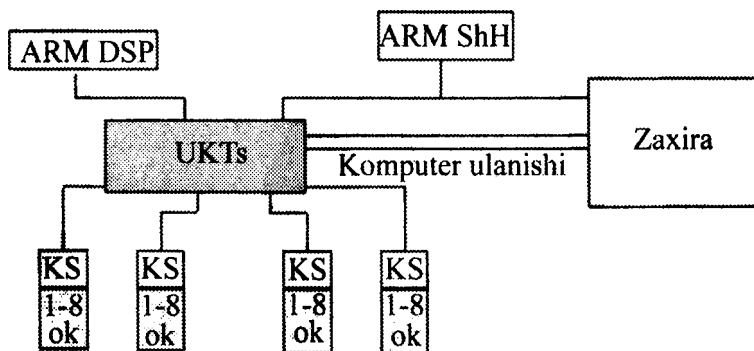 ARM DSP
ARM ShH
UKTs
Zaxira
Komputer ulanishi
KS
1-8
ok
KS
1-8
ok
KS
1-8
ok
KS
1-8
ok